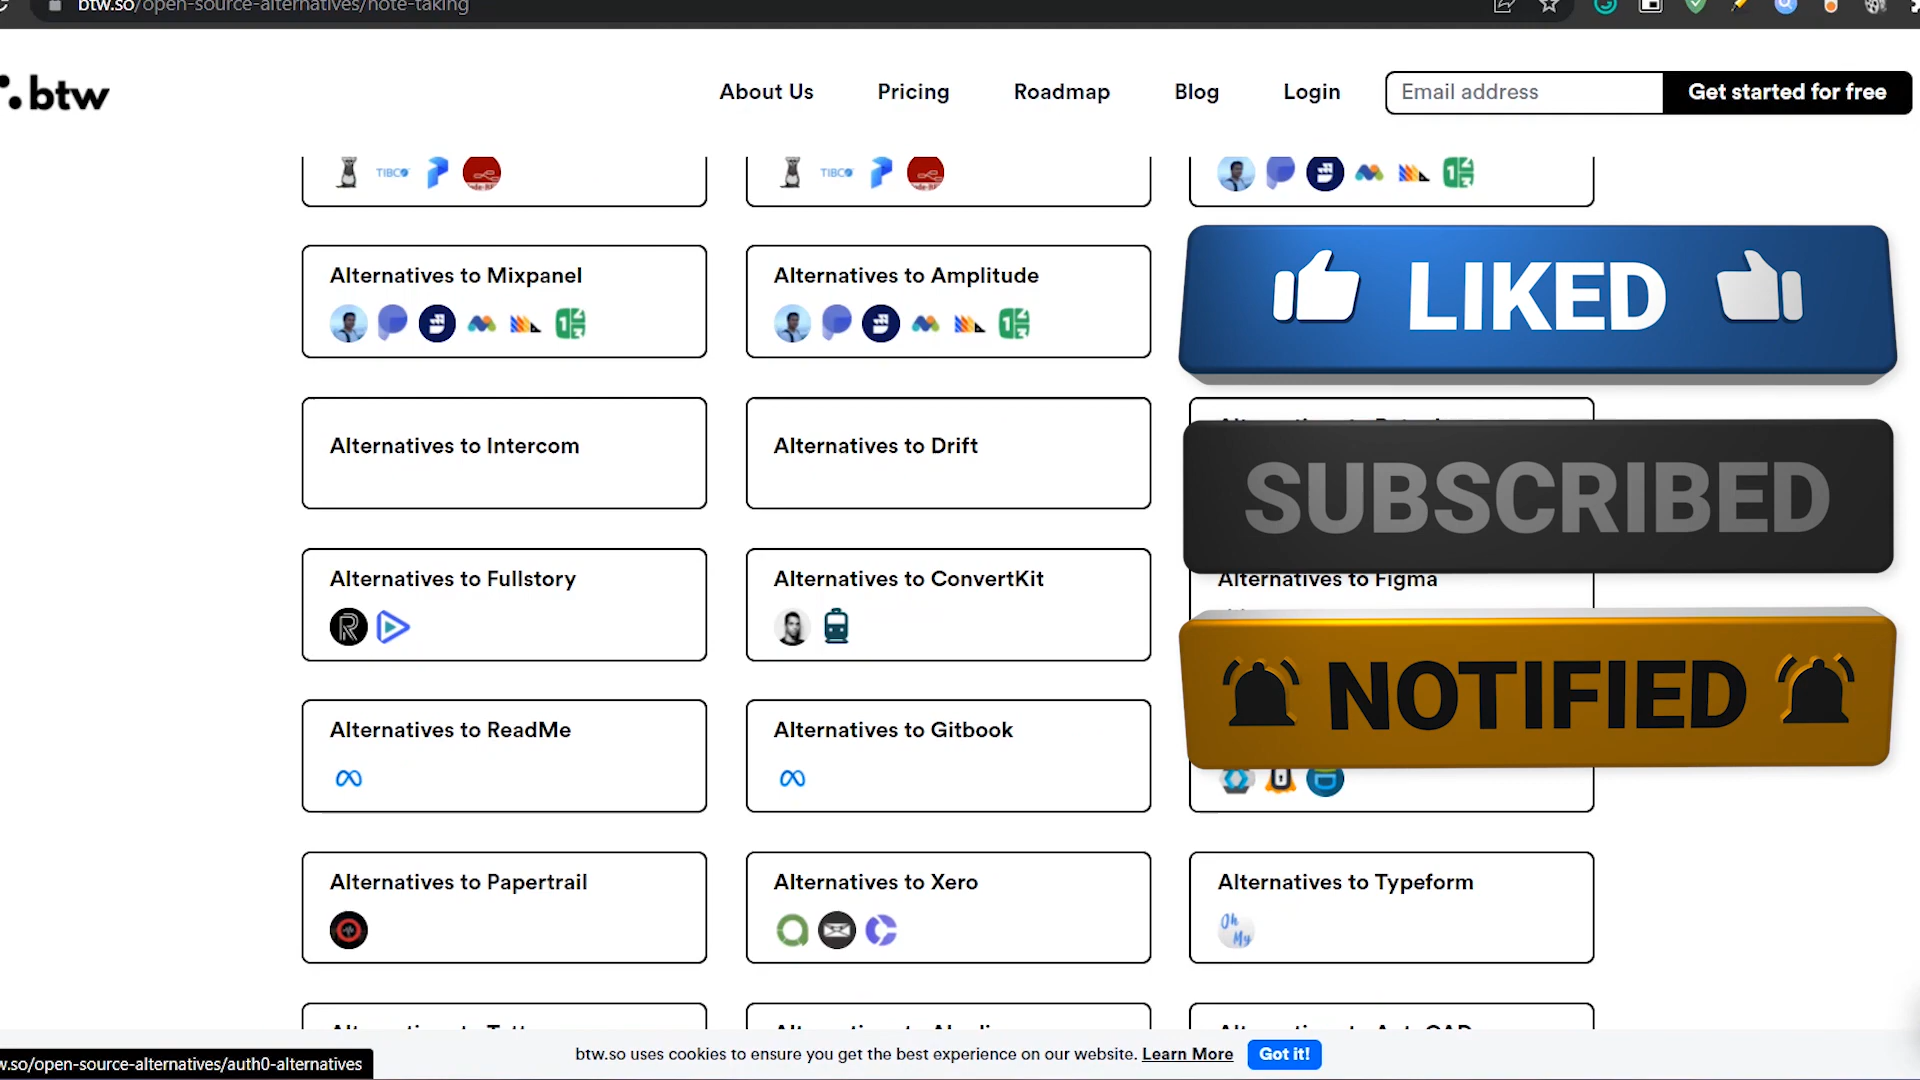 btw.so/open-source-alternatives/note-taking
btw
About Us
Pricing
Roadmap
Blog
Login
Email address
Get started for free
TIBCO
TIBCO
Alternatives to Mixpanel
Alternatives to Amplitude
LIKED
Alternatives to Intercom
Alternatives to Drift
SUBSCRIBED
Alternatives to Fullstory
Alternatives to ConvertKit
Alternatives to Figma
NOTIFIED
Alternatives to ReadMe
Alternatives to Gitbook
Alternatives to Papertrail
Alternatives to Xero
Alternatives to Typeform
Oh
My
btw.so uses cookies to ensure you get the best experience on our website. Learn More
Got it!
w.so/open-source-alternatives/auth0-alternatives